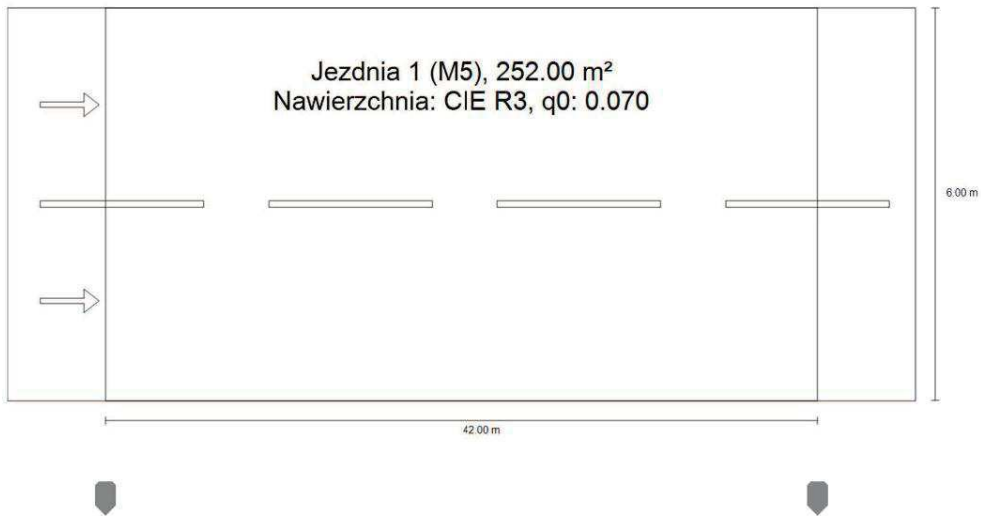 Jezdnia 1 (M5), 252.00 m²
Nawierzchnia: CIE R3, q0: 0.070
6.00 m
42.00 m